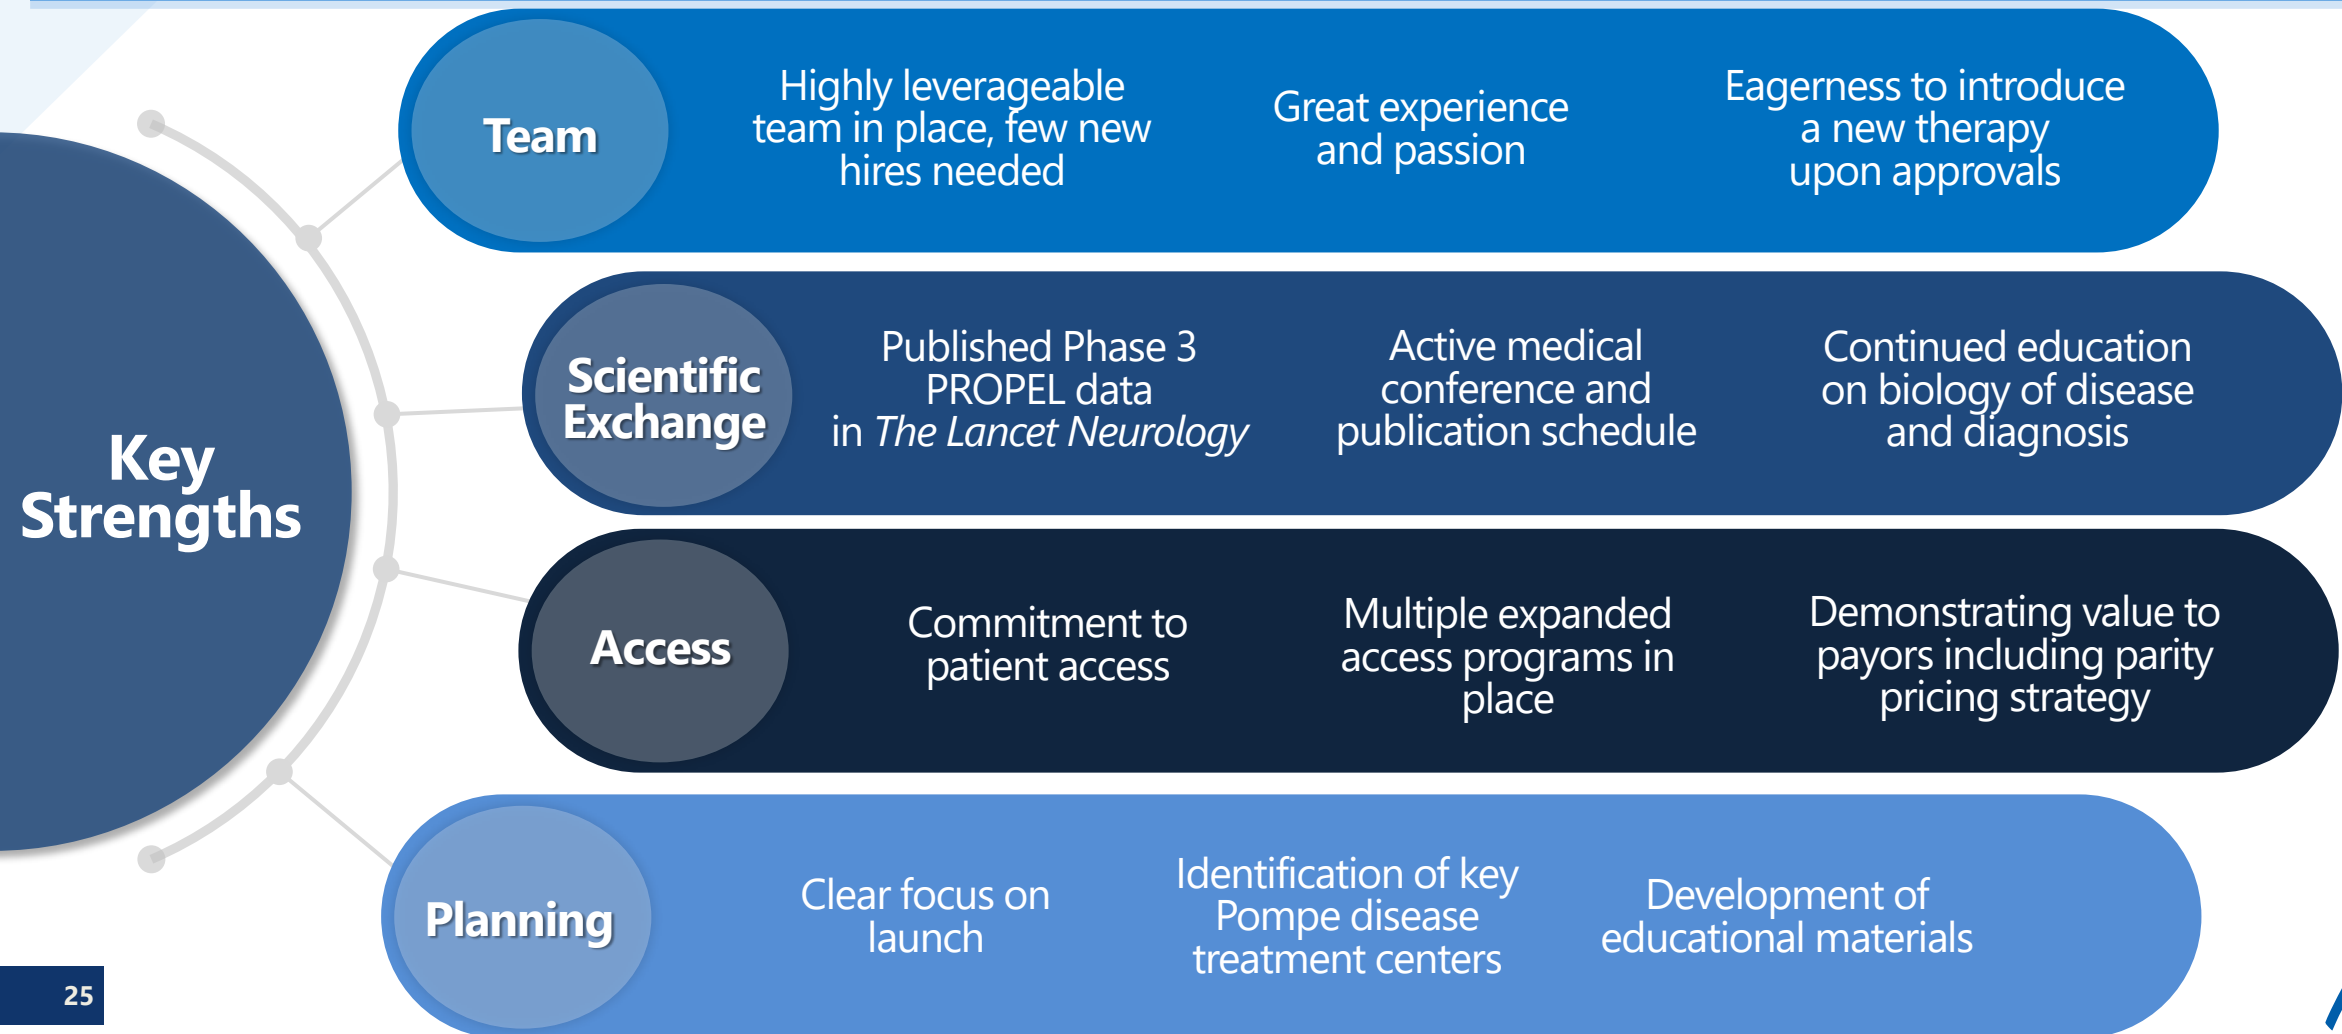 Key
Strengths
Team
Highly leverageable
team in place, few new
hires needed
Great experience
and passion
Eagerness to introduce
a new therapy
upon approvals
Scientific
Exchange
Published Phase 3
PROPEL data
in The Lancet Neurology
Active medical
conference and
publication schedule
Continued education
on biology of disease
and diagnosis
Access
Commitment to
patient access
Multiple expanded
access programs in
place
Demonstrating value to
payors including parity
pricing strategy
Planning
Clear focus on
launch
Identification of key
Pompe disease
treatment centers
Development of
educational materials
25